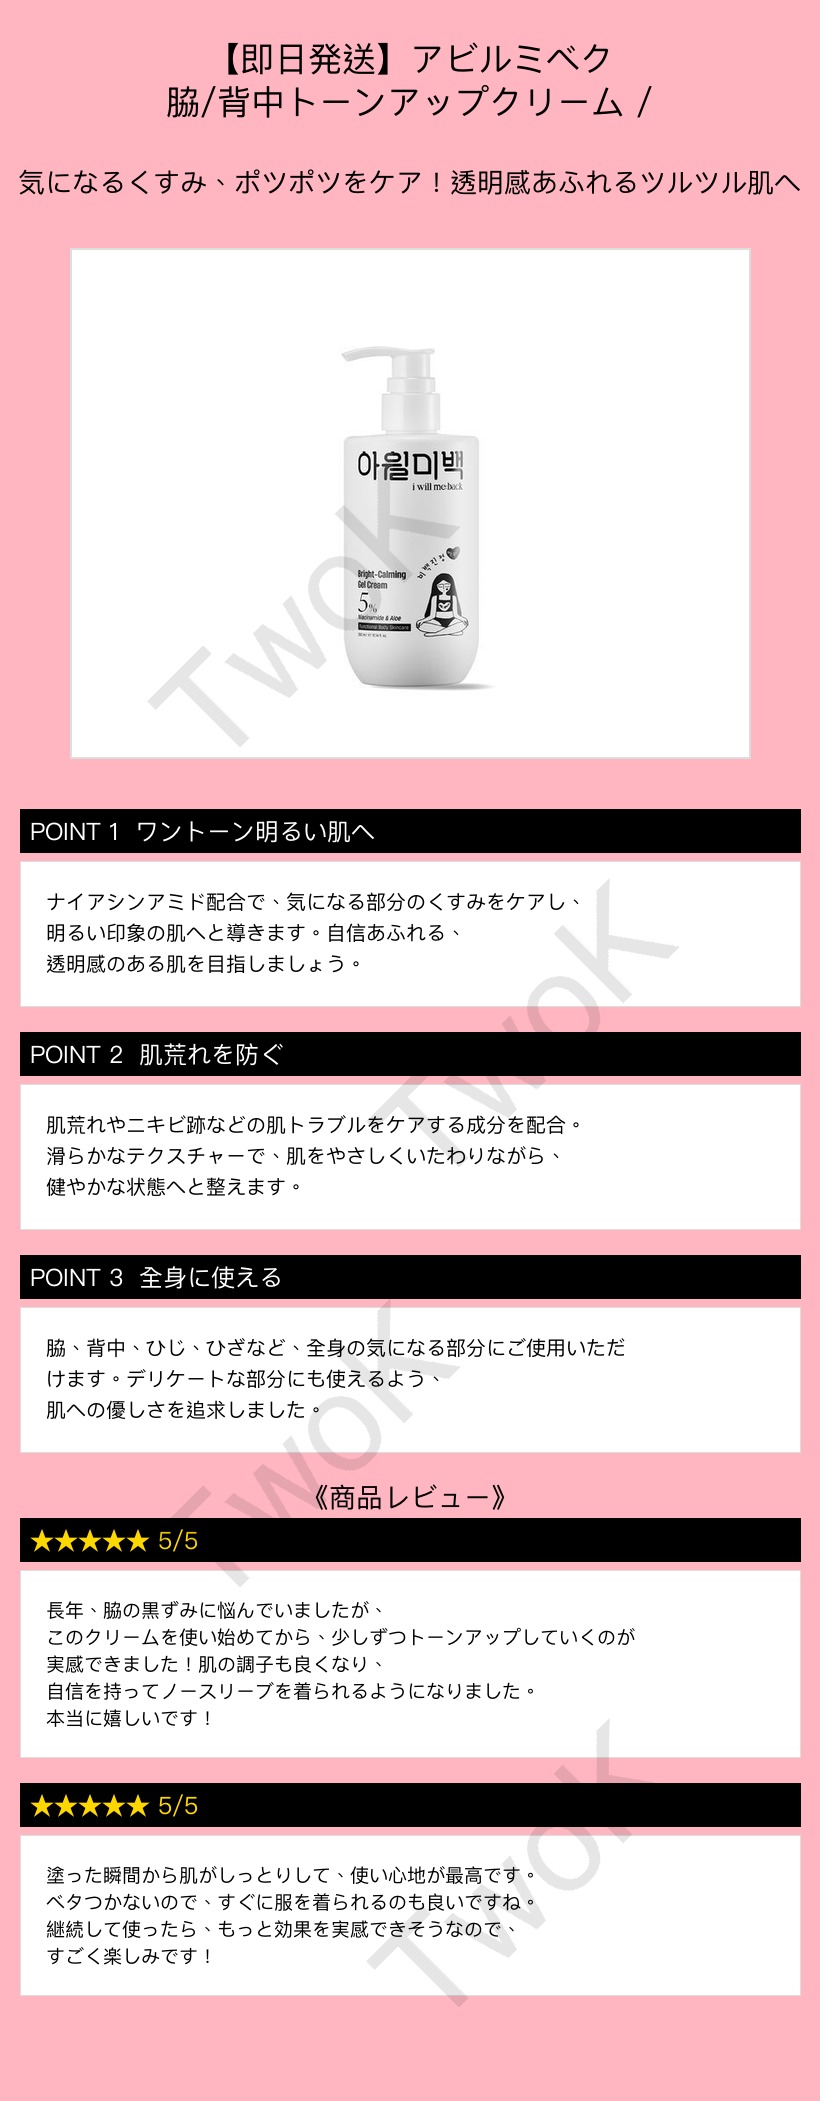 【即日発送】アビルミベク
脇/背中トーンアップクリーム /
気になるくすみ、ポツポツをケア！透明感あふれるツルツル肌へ
아윌미백
i will me:back
미백진정
Bright-Calming
Gel Cream
5%
Niacinamide & Aloe
Functional Body Skincare
TwoK
POINT 1 ワントーン明るい肌へ
ナイアシンアミド配合で、気になる部分のくすみをケアし、
明るい印象の肌へと導きます。自信あふれる、
透明感のある肌を目指しましょう。
TwoK
POINT 2 肌荒れを防ぐ
肌荒れやニキビ跡などの肌トラブルをケアする成分を配合。
滑らかなテクスチャーで、肌をやさしくいたわりながら、
健やかな状態へと整えます。
POINT 3 全身に使える
脇、背中、ひじ、ひざなど、全身の気になる部分にご使用いただ
けます。デリケートな部分にも使えるよう、
肌への優しさを追求しました。
TwoK
《商品レビュー》
★★★★★ 5/5
長年、脇の黒ずみに悩んでいましたが、
このクリームを使い始めてから、少しずつトーンアップしていくのが
実感できました！肌の調子も良くなり、
自信を持ってノースリーブを着られるようになりました。
本当に嬉しいです！
★★★★★ 5/5
塗った瞬間から肌がしっとりして、使い心地が最高です。
ベタつかないので、すぐに服を着られるのも良いですね。
継続して使ったら、もっと効果を実感できそうなので、
すごく楽しみです！
TwoK